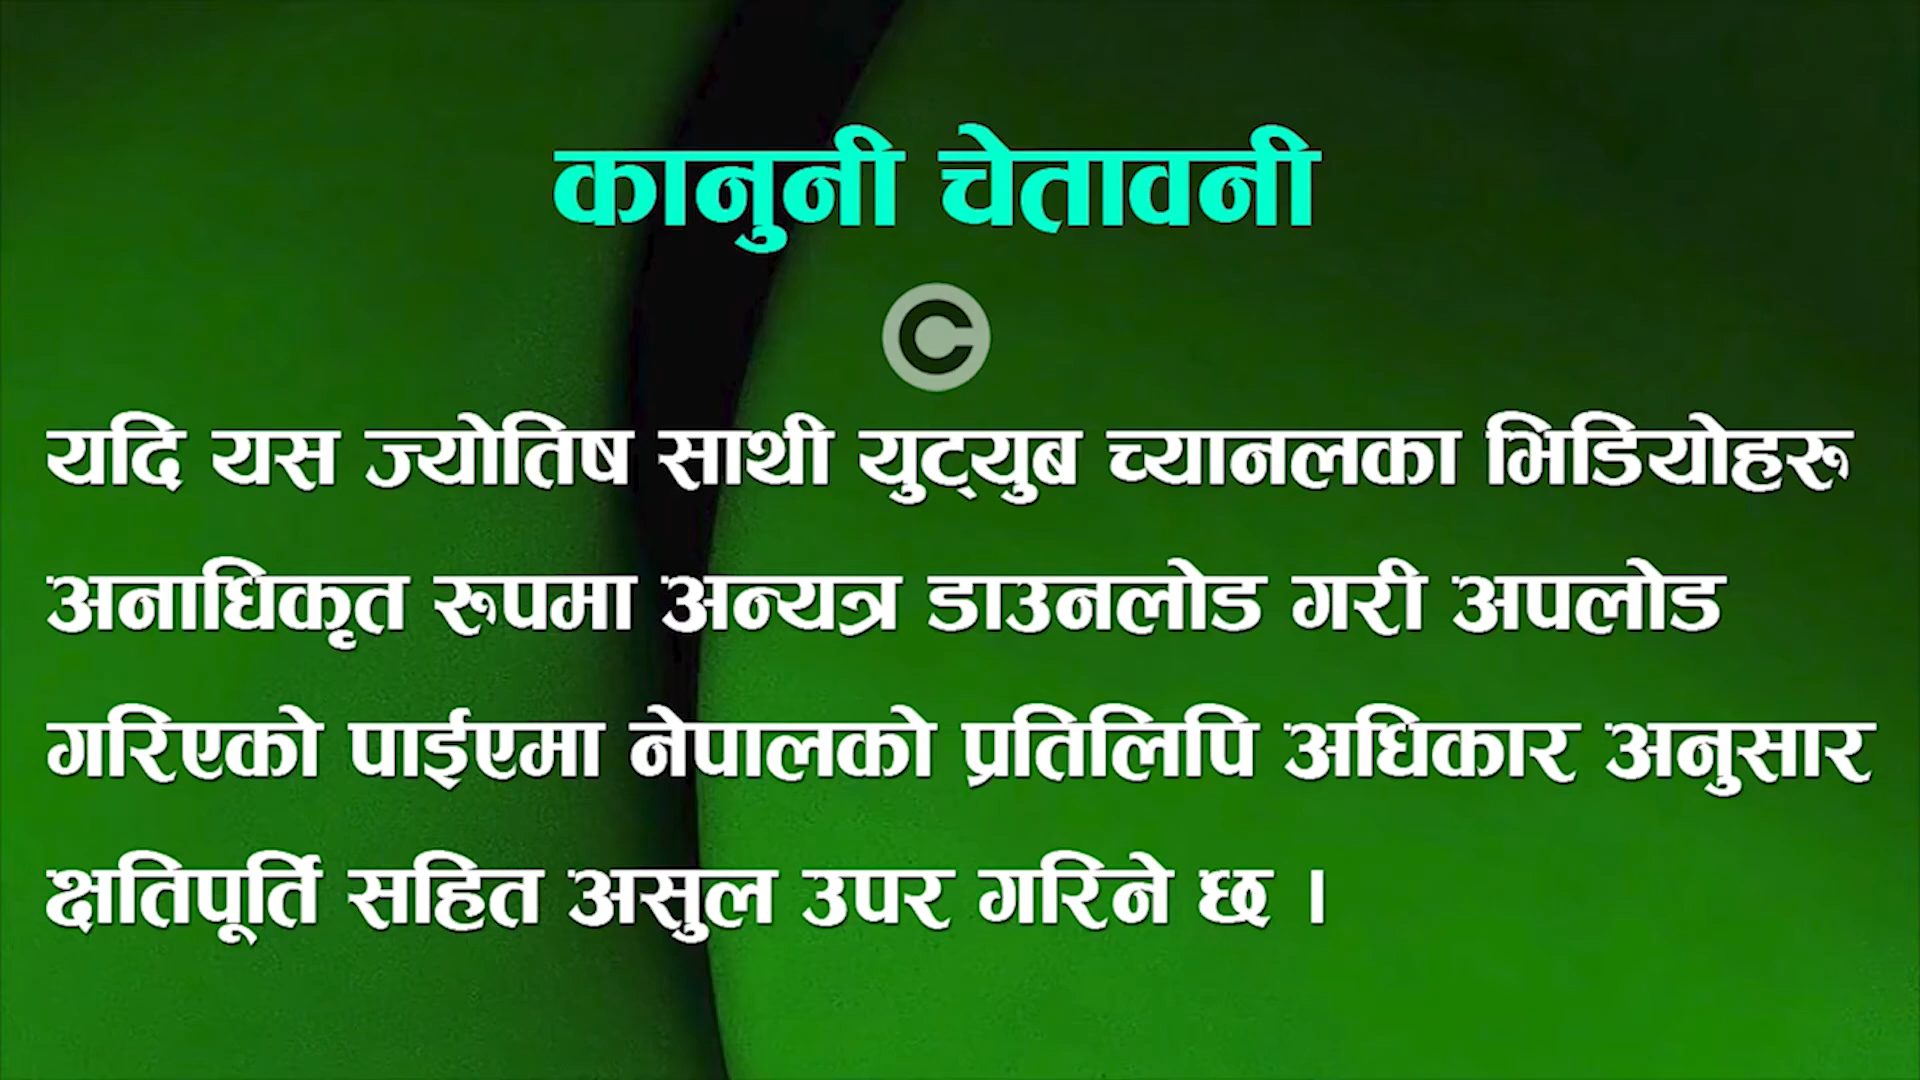 कानुनी चेतावनी
©
यदि यस ज्योतिष साथी युट्युब च्यानलका भिडियोहरु
अनाधिकृत रुपमा अन्यत्र डाउनलोड गरी अपलोड
गरिएको पाईएमा नेपालको प्रतिलिपि अधिकार अनुसार
क्षतिपूर्ति सहित असुल उपर गरिने छ ।